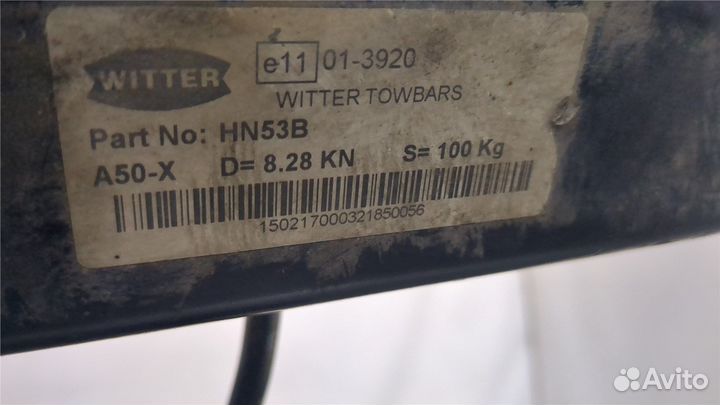 WITTER e11 01-3920
WITTER TOWBARS
Part No: HN53B
A50-X D= 8.28 KN S= 100 Kg
150217000321850056
Avito